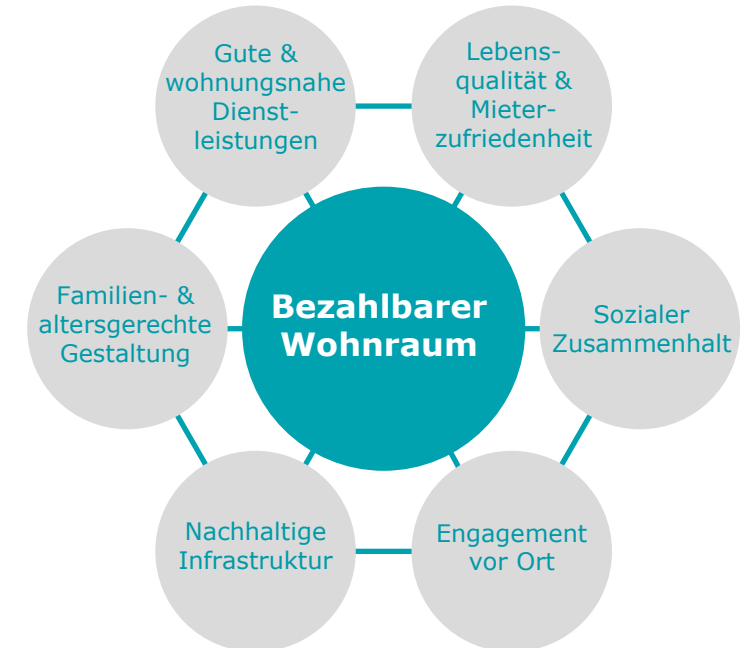 Gute &
wohnungsnahe
Dienst-
leistungen
Lebens-
qualität &
Mieter-
zufriedenheit
Familien- &
altersgerechte
Gestaltung
Bezahlbarer
Wohnraum
Sozialer
Zusammenhalt
Nachhaltige
Infrastruktur
Engagement
vor Ort